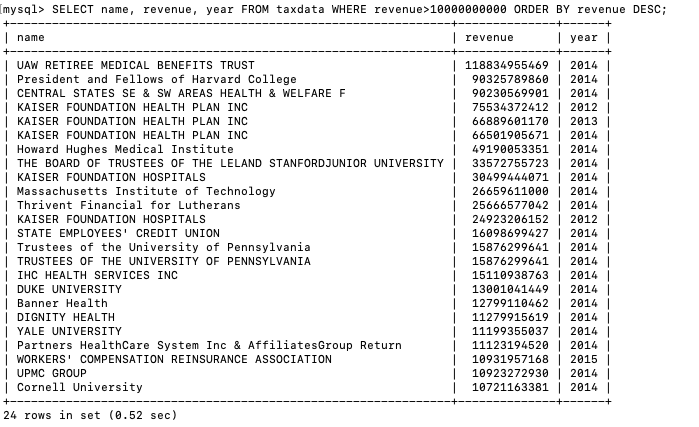 [mysql> SELECT name, revenue, year FROM taxdata WHERE revenue>10000000000 ORDER BY revenue DESC;
+-------------------------------------------------------------+--------------+------+
| name | revenue | year |
+-------------------------------------------------------------+--------------+------+
| UAW RETIREE MEDICAL BENEFITS TRUST | 118834955469 | 2014 |
| President and Fellows of Harvard College | 90325789860 | 2014 |
| CENTRAL STATES SE & SW AREAS HEALTH & WELFARE F | 90230569901 | 2014 |
| KAISER FOUNDATION HEALTH PLAN INC | 75534372412 | 2012 |
| KAISER FOUNDATION HEALTH PLAN INC | 66889601170 | 2013 |
| KAISER FOUNDATION HEALTH PLAN INC | 66501905671 | 2014 |
| Howard Hughes Medical Institute | 49190053351 | 2014 |
| THE BOARD OF TRUSTEES OF THE LELAND STANFORDJUNIOR UNIVERSITY | 33572755723 | 2014 |
| KAISER FOUNDATION HOSPITALS | 30499444071 | 2014 |
| Massachusetts Institute of Technology | 26659611000 | 2014 |
| Thrivent Financial for Lutherans | 25666577042 | 2014 |
| KAISER FOUNDATION HOSPITALS | 24923206152 | 2012 |
| STATE EMPLOYEES' CREDIT UNION | 16098699427 | 2014 |
| Trustees of the University of Pennsylvania | 15876299641 | 2014 |
| TRUSTEES OF THE UNIVERSITY OF PENNSYLVANIA | 15876299641 | 2014 |
| IHC HEALTH SERVICES INC | 15110938763 | 2014 |
| DUKE UNIVERSITY | 13001041449 | 2014 |
| Banner Health | 12799110462 | 2014 |
| DIGNITY HEALTH | 11279915619 | 2014 |
| YALE UNIVERSITY | 11199355037 | 2014 |
| Partners HealthCare System Inc & AffiliatesGroup Return | 11123194520 | 2014 |
| WORKERS' COMPENSATION REINSURANCE ASSOCIATION | 10931957168 | 2015 |
| UPMC GROUP | 10923272930 | 2014 |
| Cornell University | 10721163381 | 2014 |
+-------------------------------------------------------------+--------------+------+
24 rows in set (0.52 sec)